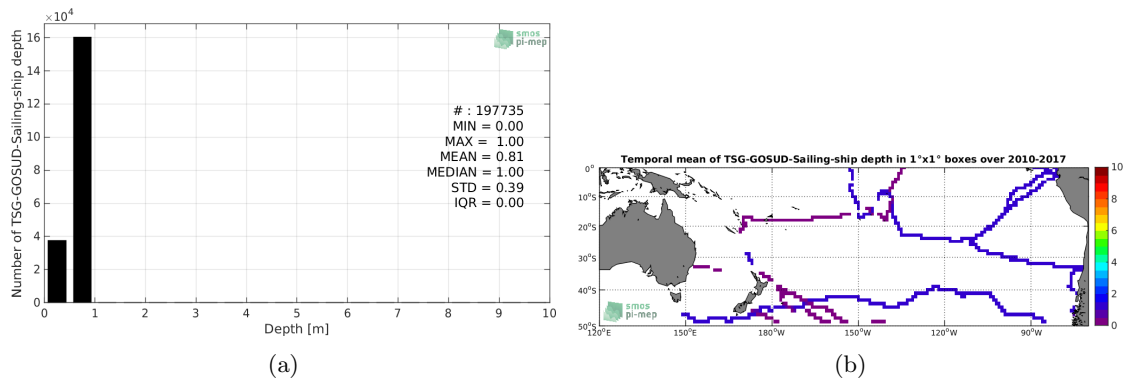 ×10⁴
16
14
12
10
8
6
4
2
0
Number of TSG-GOSUD-Sailing-ship depth
smos
pi-mep
# : 197735
MIN = 0.00
MAX = 1.00
MEAN = 0.81
MEDIAN = 1.00
STD = 0.39
IQR = 0.00
0 1 2 3 4 5 6 7 8 9 10
Depth [m]
(a)
Temporal mean of TSG-GOSUD-Sailing-ship depth in 1°x1° boxes over 2010-2017
0°
10°S
20°S
30°S
40°S
50°S
120°E 150°E 180°W 150°W 120°W 90°W
smos
pi-mep
10
8
6
4
2
0
(b)